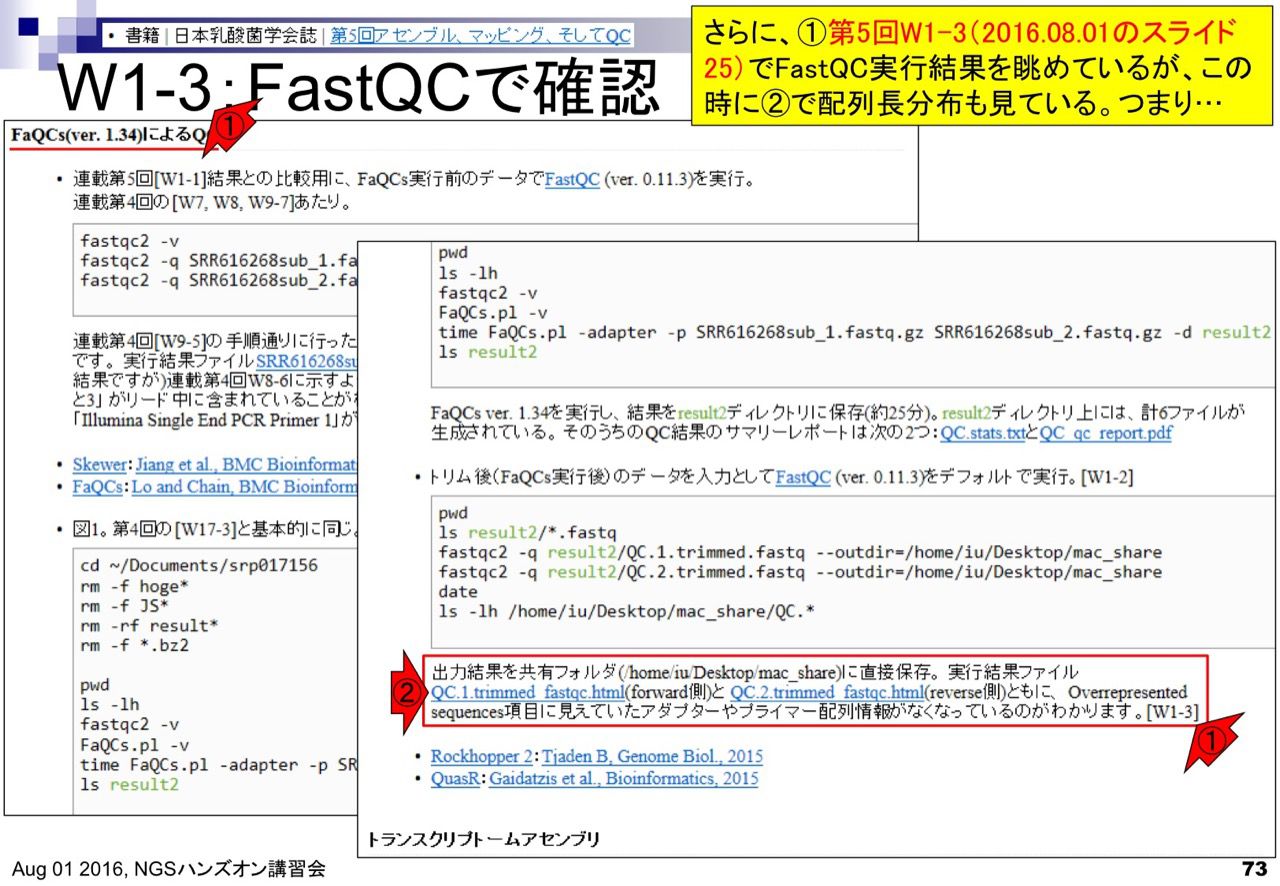 • 書籍 | 日本乳酸菌学会誌 | 第5回アセンブル、マッピング、そしてQC
W1-3：FastQCで確認
さらに、①第5回W1-3（2016.08.01のスライド
25）でFastQC実行結果を眺めているが、この
時に②で配列長分布も見ている。つまり…
①
FaQCs(ver. 1.34)によるQ
• 連載第5回[W1-1]結果との比較用に、FaQCs実行前のデータでFastQC (ver. 0.11.3)を実行。
連載第4回の[W7, W8, W9-7]あたり。
fastqc2 -v
fastqc2 -q SRR616268sub_1.fa
fastqc2 -q SRR616268sub_2.fa
連載第4回[W9-5]の手順通りに行った
です。実行結果ファイルSRR616268su
結果ですが)連載第4回W8-6に示すよ
と3」がリード中に含まれていることが
「Illumina Single End PCR Primer 1」が
• Skewer：Jiang et al., BMC Bioinformat
• FaQCs：Lo and Chain, BMC Bioinform
• 図1。第4回の[W17-3]と基本的に同じ。
cd ~/Documents/srp017156
rm -f hoge*
rm -f JS*
rm -rf result*
rm -f *.bz2
pwd
ls -lh
fastqc2 -v
FaQCs.pl -v
time FaQCs.pl -adapter -p SR
ls result2
pwd
ls -lh
fastqc2 -v
FaQCs.pl -v
time FaQCs.pl -adapter -p SRR616268sub_1.fastq.gz SRR616268sub_2.fastq.gz -d result2
ls result2
FaQCs ver. 1.34を実行し、結果をresult2ディレクトリに保存(約25分)。result2ディレクトリ上には、計6ファイルが
生成されている。そのうちのQC結果のサマリーレポートは次の2つ：QC.stats.txtとQC_qc_report.pdf
• トリム後(FaQCs実行後)のデータを入力としてFastQC (ver. 0.11.3)をデフォルトで実行。[W1-2]
pwd
ls result2/*.fastq
fastqc2 -q result2/QC.1.trimmed.fastq --outdir=/home/iu/Desktop/mac_share
fastqc2 -q result2/QC.2.trimmed.fastq --outdir=/home/iu/Desktop/mac_share
date
ls -lh /home/iu/Desktop/mac_share/QC.*
②
出力結果を共有フォルダ(/home/iu/Desktop/mac_share)に直接保存。実行結果ファイル
QC.1.trimmed_fastqc.html(forward側)と QC.2.trimmed_fastqc.html(reverse側)ともに、Overrepresented
sequences項目に見えていたアダプターやプライマー配列情報がなくなっているのがわかります。[W1-3]
①
• Rockhopper 2：Tjaden B, Genome Biol., 2015
• QuasR：Gaidatzis et al., Bioinformatics, 2015
トランスクリプトームアセンブリ
Aug 01 2016, NGSハンズオン講習会
73